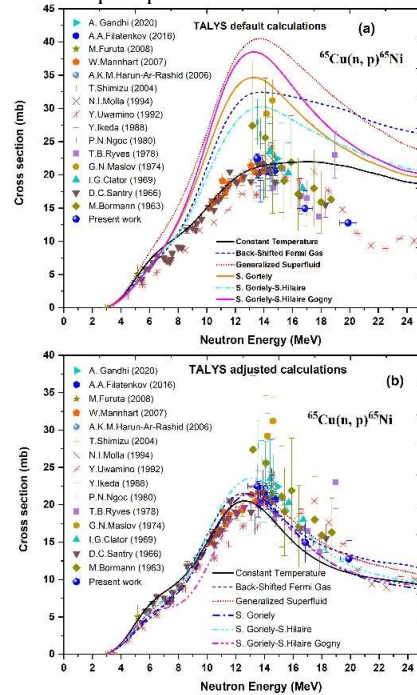 TALYS default calculations
(a)
⁶⁵Cu(n, p)⁶⁵Ni
A. Gandhi (2020)
A.A.Filatenkov (2016)
M.Furuta (2008)
W.Mannhart (2007)
A.K.M.Harun-Ar-Rashid (2006)
T.Shimizu (2004)
N.I.Molla (1994)
Y.Uwamino (1992)
Y.Ikeda (1988)
P.N.Ngoc (1980)
T.B.Ryves (1978)
G.N.Maslov (1974)
I.G.Clator (1969)
D.C.Santry (1966)
M.Bormann (1963)
Present work
Constant Temperature
Back-Shifted Fermi Gas
Generalized Superfluid
S. Goriely
S. Goriely-S.Hilaire
S. Goriely-S.Hilaire Gogny
Cross section (mb)
45
40
35
30
25
20
15
10
5
0
0 2 4 6 8 10 12 14 16 18 20 22 24
Neutron Energy (MeV)
TALYS adjusted calculations
(b)
⁶⁵Cu(n, p)⁶⁵Ni
A. Gandhi (2020)
A.A.Filatenkov (2016)
M.Furuta (2008)
W.Mannhart (2007)
A.K.M.Harun-Ar-Rashid (2006)
T.Shimizu (2004)
N.I.Molla (1994)
Y.Uwamino (1992)
Y.Ikeda (1988)
P.N.Ngoc (1980)
T.B.Ryves (1978)
G.N.Maslov (1974)
I.G.Clator (1969)
D.C.Santry (1966)
M.Bormann (1963)
Present work
Constant Temperature
Back-Shifted Fermi Gas
Generalized Superfluid
S. Goriely
S. Goriely-S.Hilaire
S. Goriely-S.Hilaire Gogny
Cross section (mb)
45
40
35
30
25
20
15
10
5
0
0 2 4 6 8 10 12 14 16 18 20 22 24
Neutron Energy (MeV)